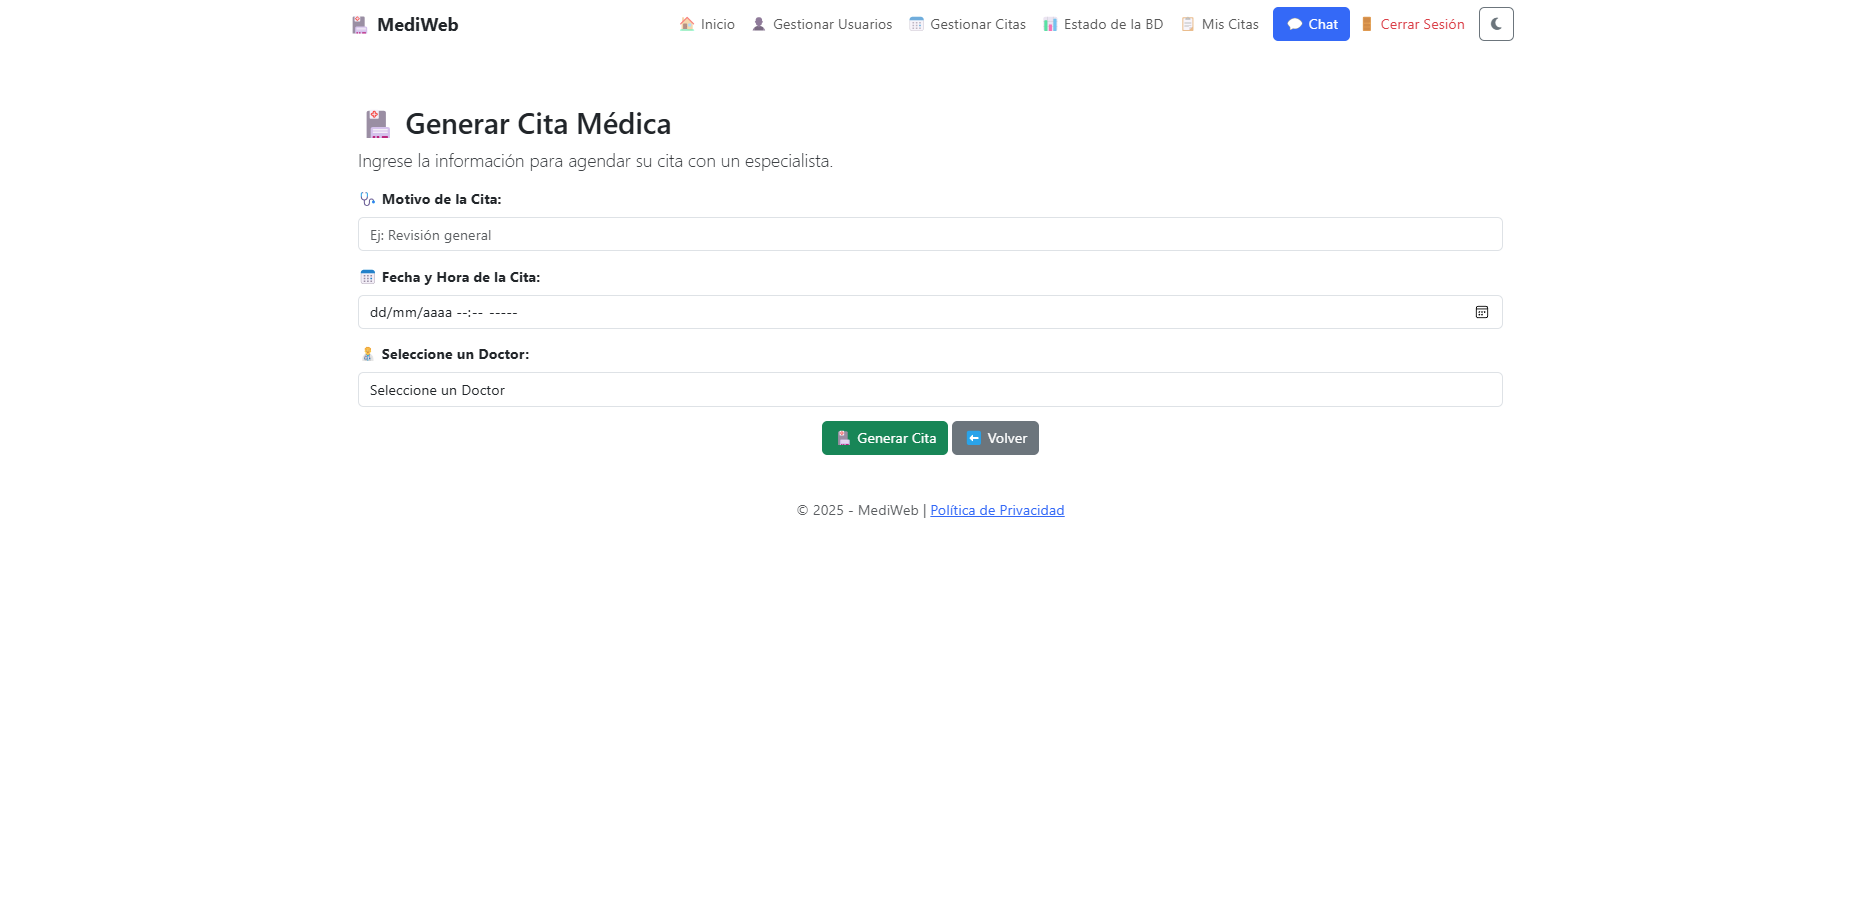 MediWeb
Inicio Gestionar Usuarios Gestionar Citas Estado de la BD Mis Citas Chat Cerrar Sesión
Generar Cita Médica
Ingrese la información para agendar su cita con un especialista.
Motivo de la Cita:
Ej: Revisión general
Fecha y Hora de la Cita:
dd/mm/aaaa --:-- -----
Seleccione un Doctor:
Seleccione un Doctor
Generar Cita Volver
© 2025 - MediWeb | Política de Privacidad